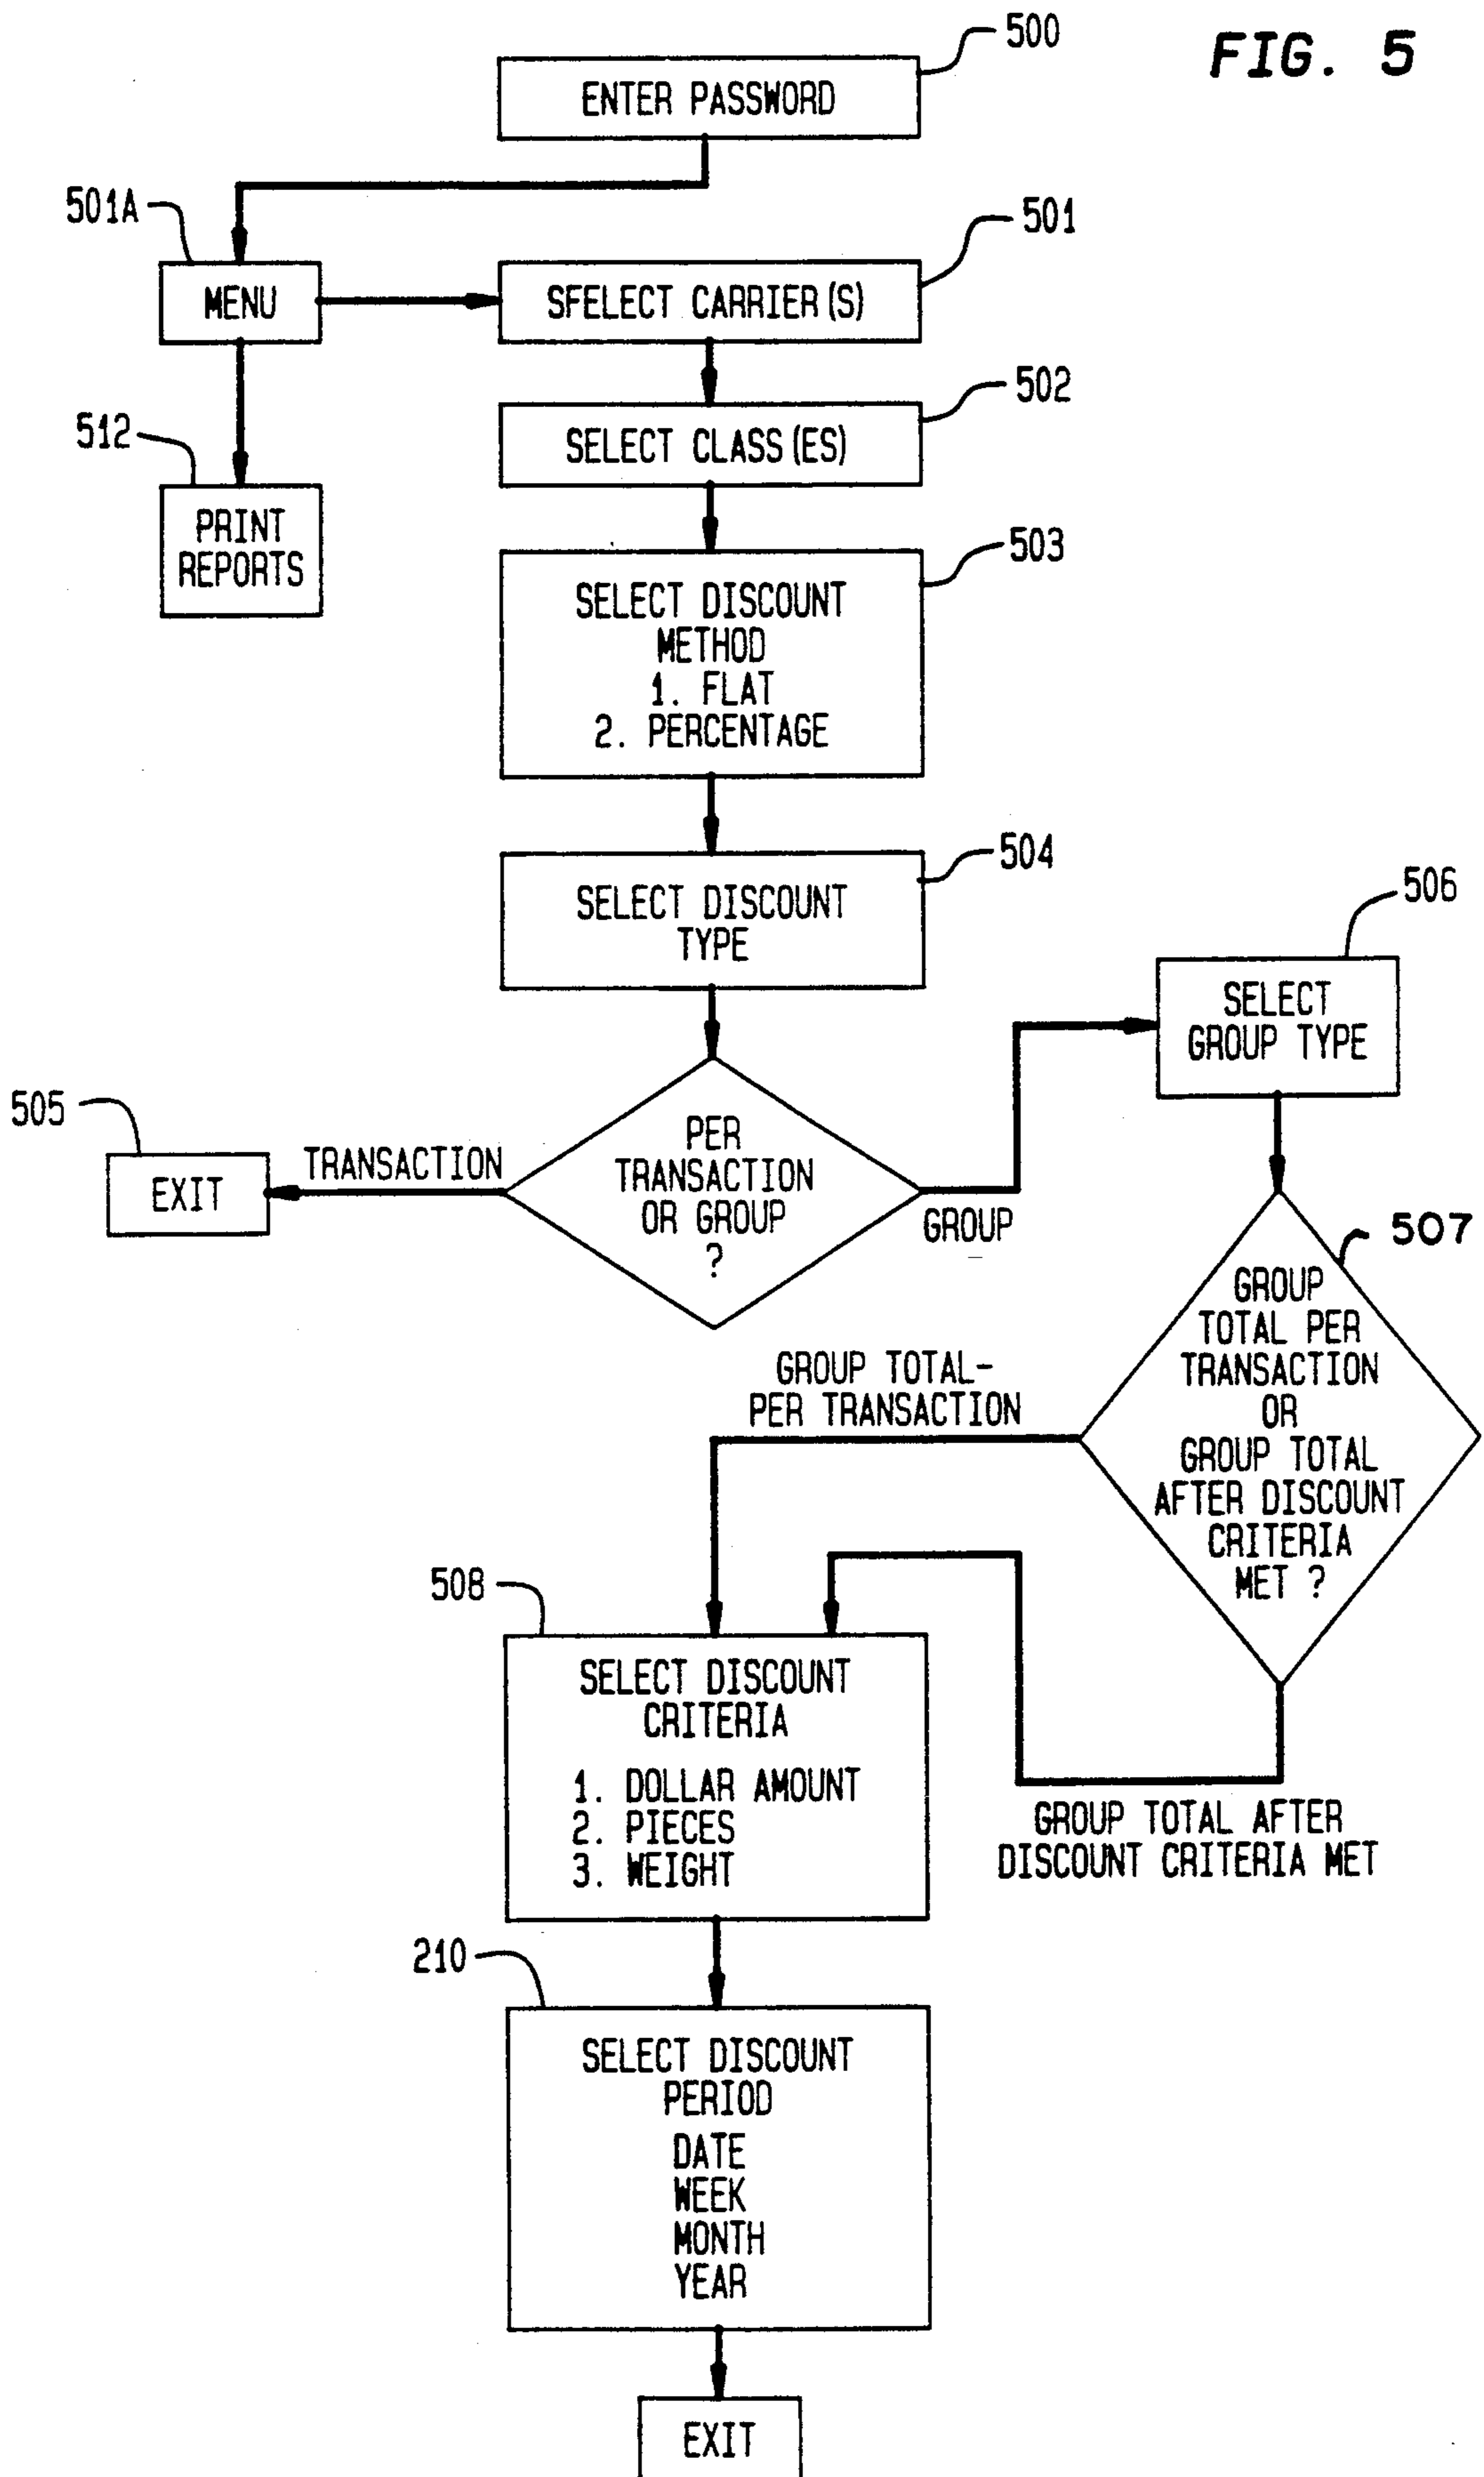 FIG. 5
500
ENTER PASSWORD
501A
MENU
501
SFELECT CARRIER(S)
502
SELECT CLASS(ES)
512
PRINT
REPORTS
503
SELECT DISCOUNT
METHOD
1. FLAT
2. PERCENTAGE
504
SELECT DISCOUNT
TYPE
506
SELECT
GROUP TYPE
505
EXIT
TRANSACTION
PER
TRANSACTION
OR GROUP
?
GROUP
507
GROUP
TOTAL PER
TRANSACTION
OR
GROUP TOTAL
AFTER DISCOUNT
CRITERIA
MET ?
GROUP TOTAL-
PER TRANSACTION
508
SELECT DISCOUNT
CRITERIA
1. DOLLAR AMOUNT
2. PIECES
3. WEIGHT
GROUP TOTAL AFTER
DISCOUNT CRITERIA MET
210
SELECT DISCOUNT
PERIOD
DATE
WEEK
MONTH
YEAR
EXIT